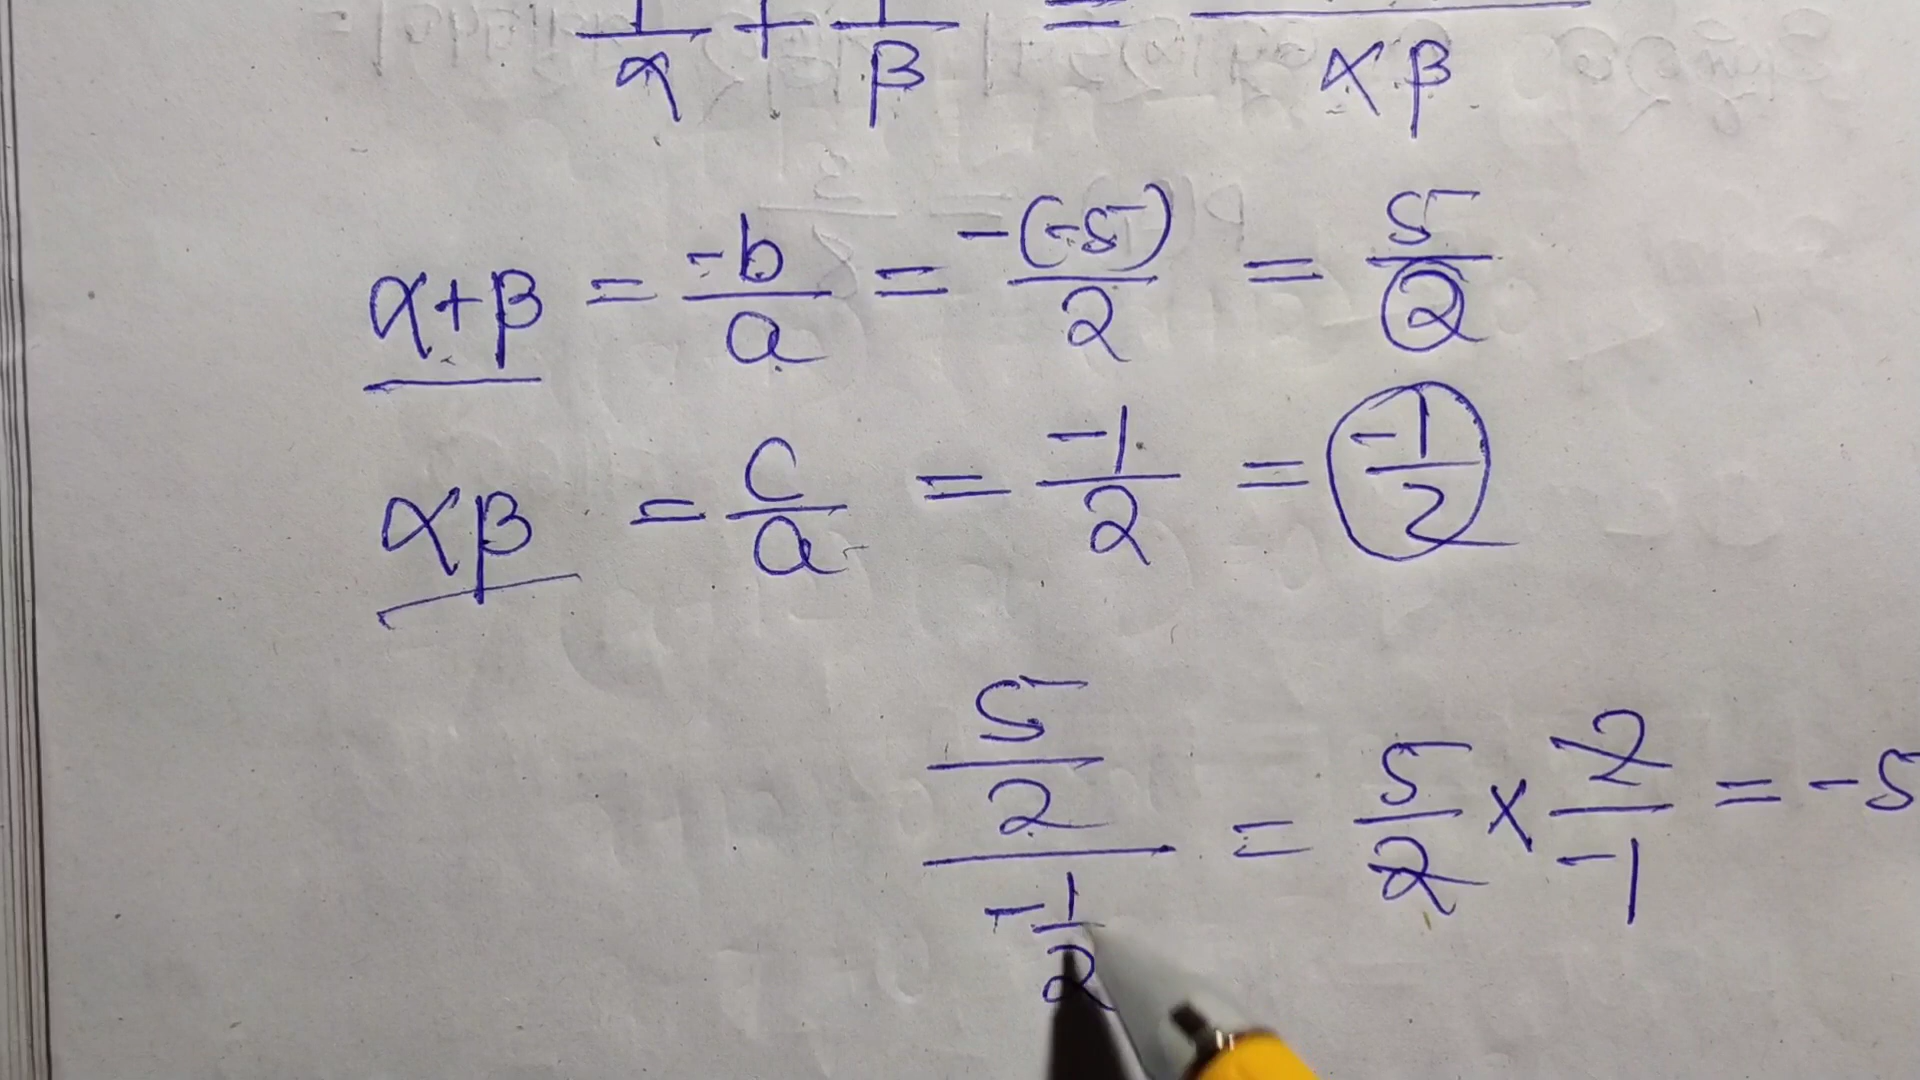 1/α + 1/β = /αβ
α+β = -b/a = -(-5)/2 = 5/2
αβ = c/a = -1/2 = -1/2
5/2 / -1/2 = 5/2 × 2/-1 = -5